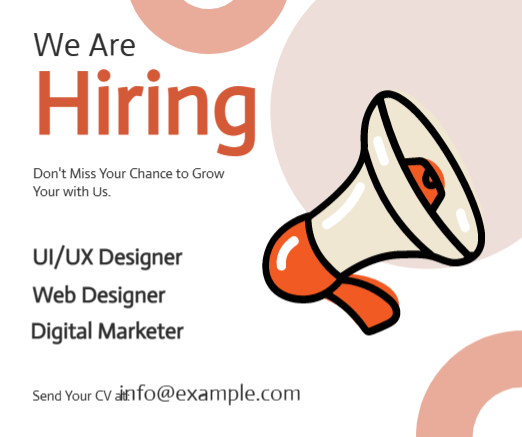 We Are
Hiring
Don't Miss Your Chance to Grow
Your with Us.
UI/UX Designer
Web Designer
Digital Marketer
Send Your CV at: info@example.com